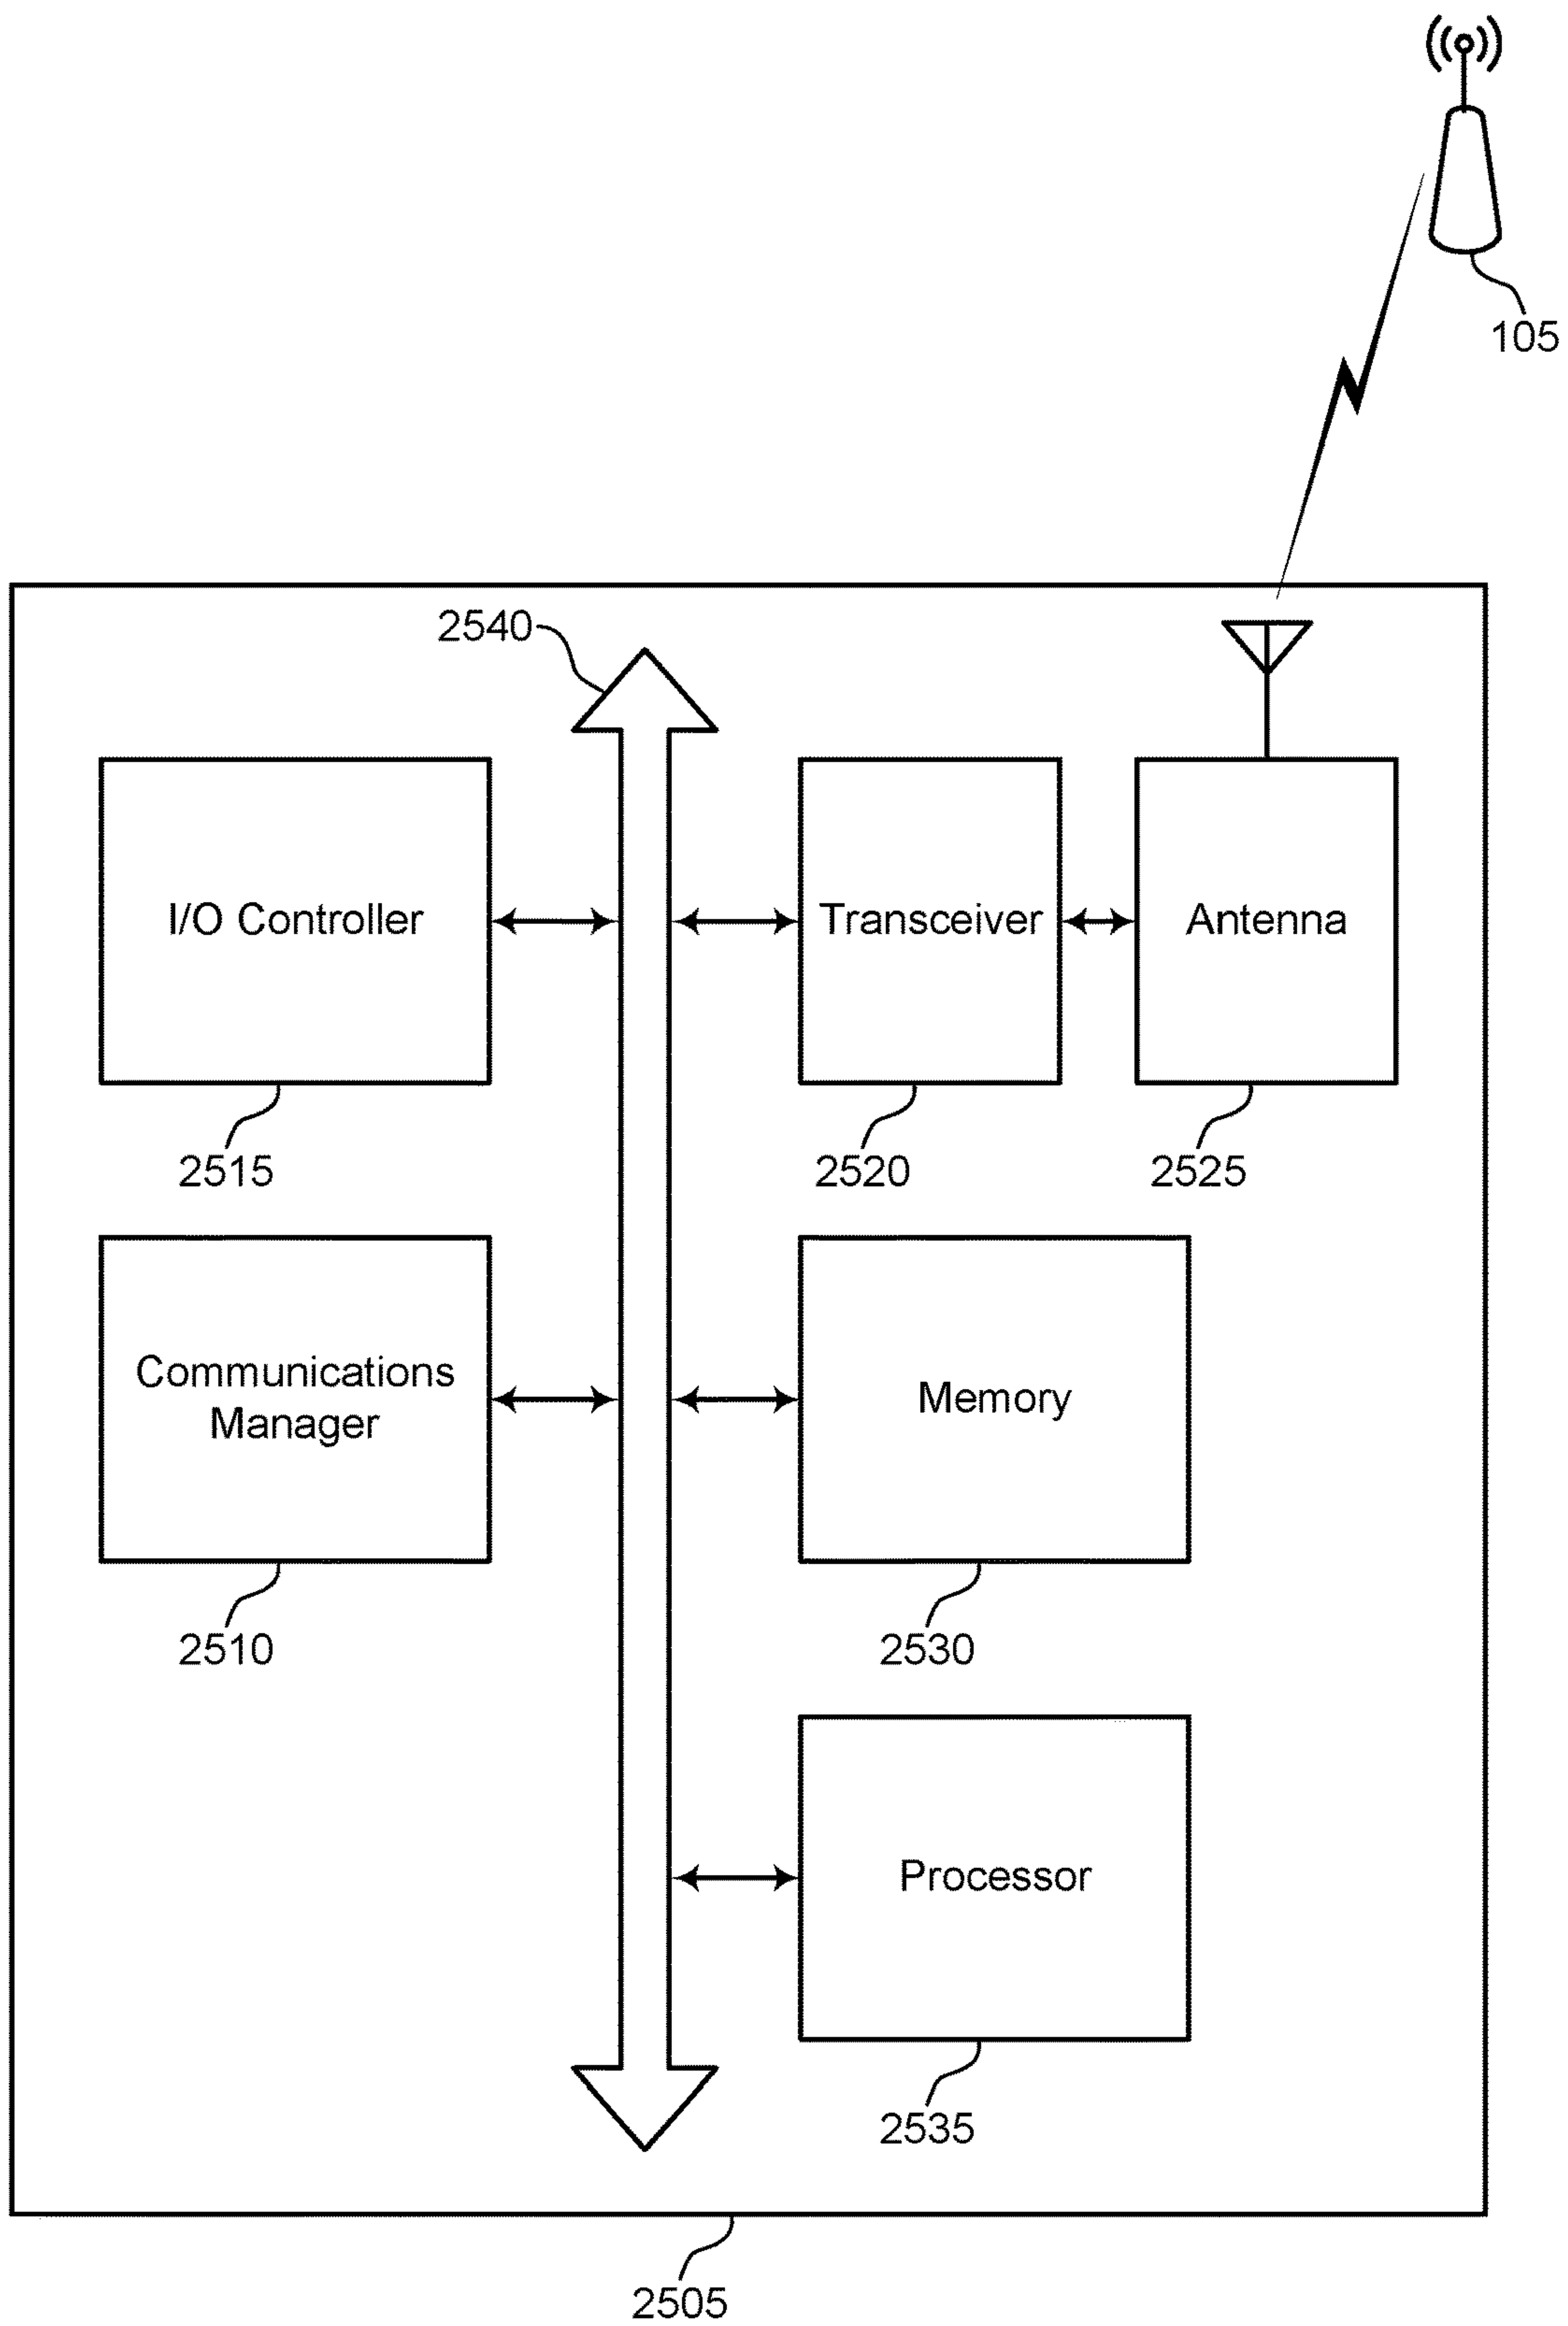 105
2540
I/O Controller
Transceiver
Antenna
2515
2520
2525
Communications
Manager
Memory
2510
2530
Processor
2535
2505